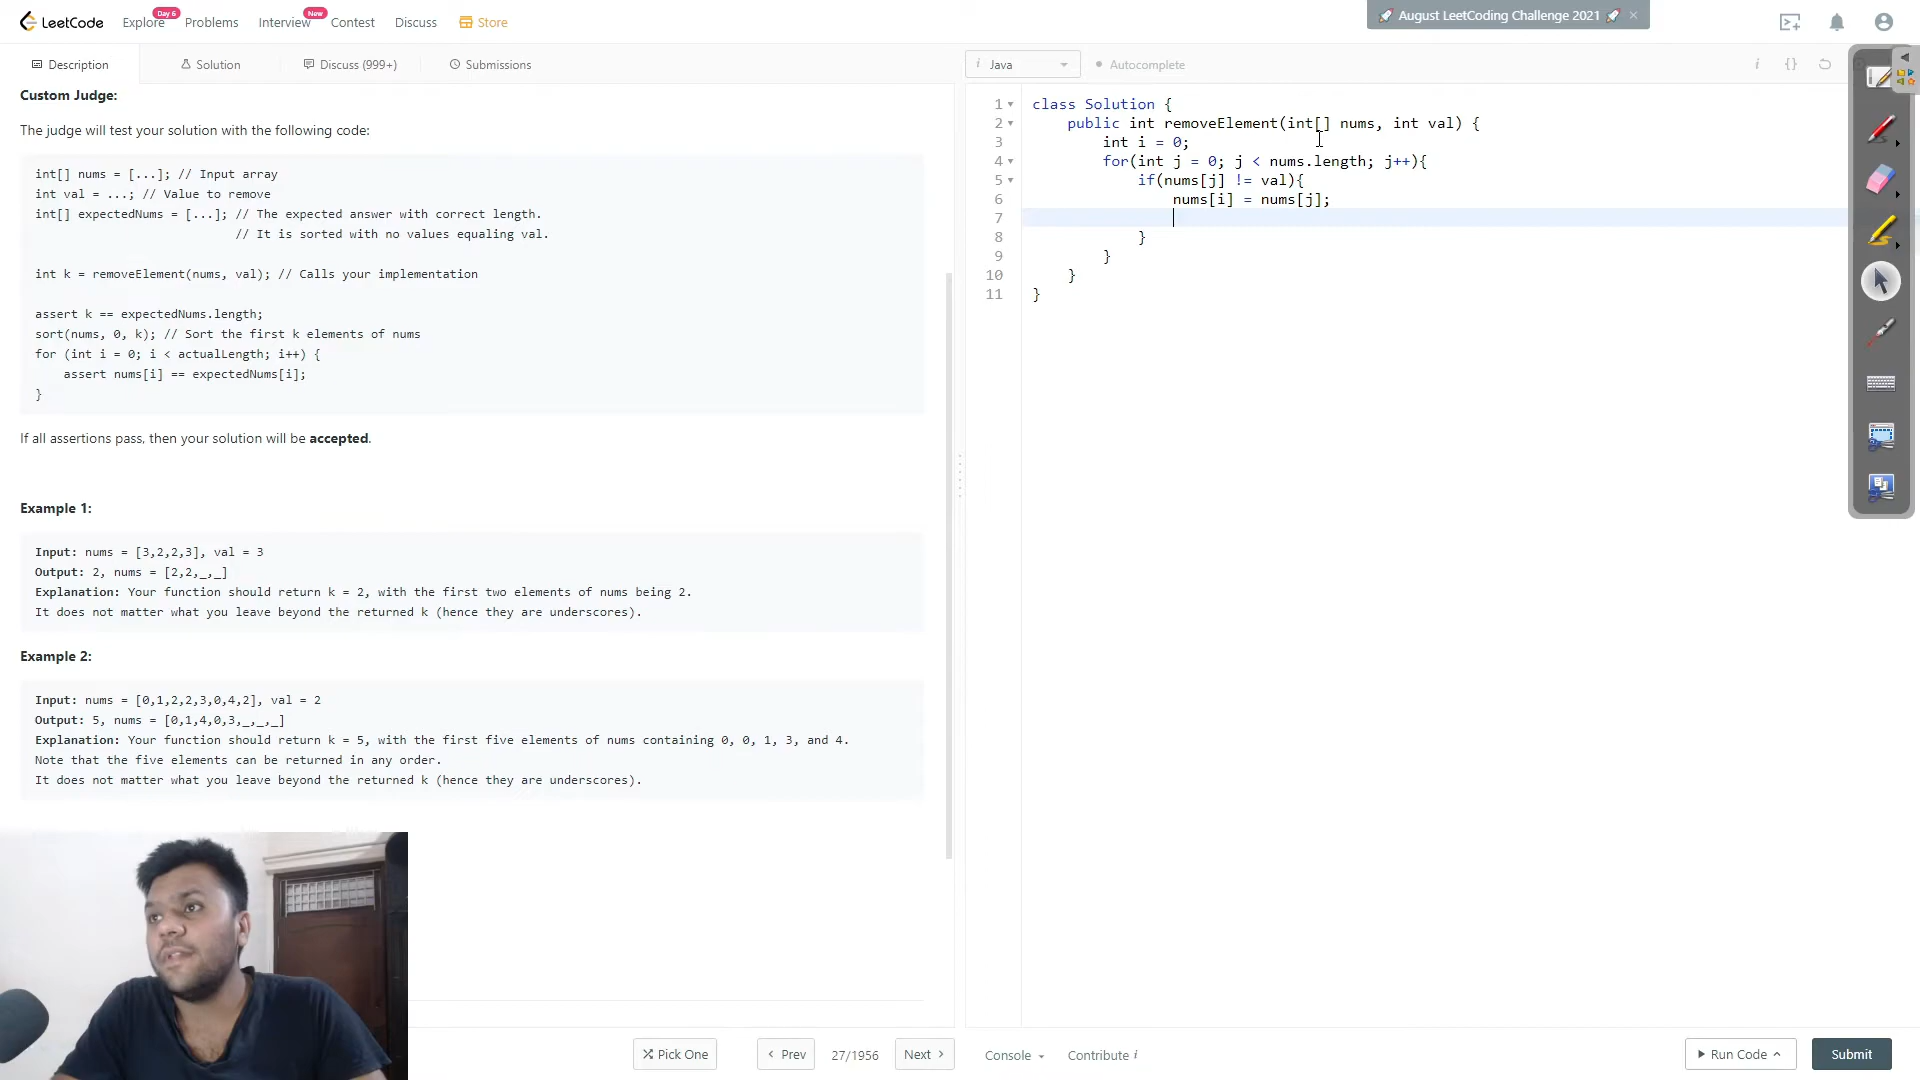 LeetCode
Explore
Day 6
Problems
Interview
New
Contest
Discuss
Store
🚀 August LeetCoding Challenge 2021 🚀 ×
Description
Solution
Discuss (999+)
Submissions
i Java
Autocomplete
i {}
Custom Judge:
The judge will test your solution with the following code:
int[] nums = [...]; // Input array
int val = ...; // Value to remove
int[] expectedNums = [...]; // The expected answer with correct length.
// It is sorted with no values equaling val.
int k = removeElement(nums, val); // Calls your implementation
assert k == expectedNums.length;
sort(nums, 0, k); // Sort the first k elements of nums
for (int i = 0; i < actualLength; i++) {
assert nums[i] == expectedNums[i];
}
If all assertions pass, then your solution will be accepted.
Example 1:
Input: nums = [3,2,2,3], val = 3
Output: 2, nums = [2,2,_,_]
Explanation: Your function should return k = 2, with the first two elements of nums being 2.
It does not matter what you leave beyond the returned k (hence they are underscores).
Example 2:
Input: nums = [0,1,2,2,3,0,4,2], val = 2
Output: 5, nums = [0,1,4,0,3,_,_,_]
Explanation: Your function should return k = 5, with the first five elements of nums containing 0, 0, 1, 3, and 4.
Note that the five elements can be returned in any order.
It does not matter what you leave beyond the returned k (hence they are underscores).
1 class Solution {
2 public int removeElement(int[] nums, int val) {
3 int i = 0;
4 for(int j = 0; j < nums.length; j++){
5 if(nums[j] != val){
6 nums[i] = nums[j];
7
8 }
9 }
10 }
11 }
Pick One
Prev
27/1956
Next
Console
Contribute i
Run Code
Submit